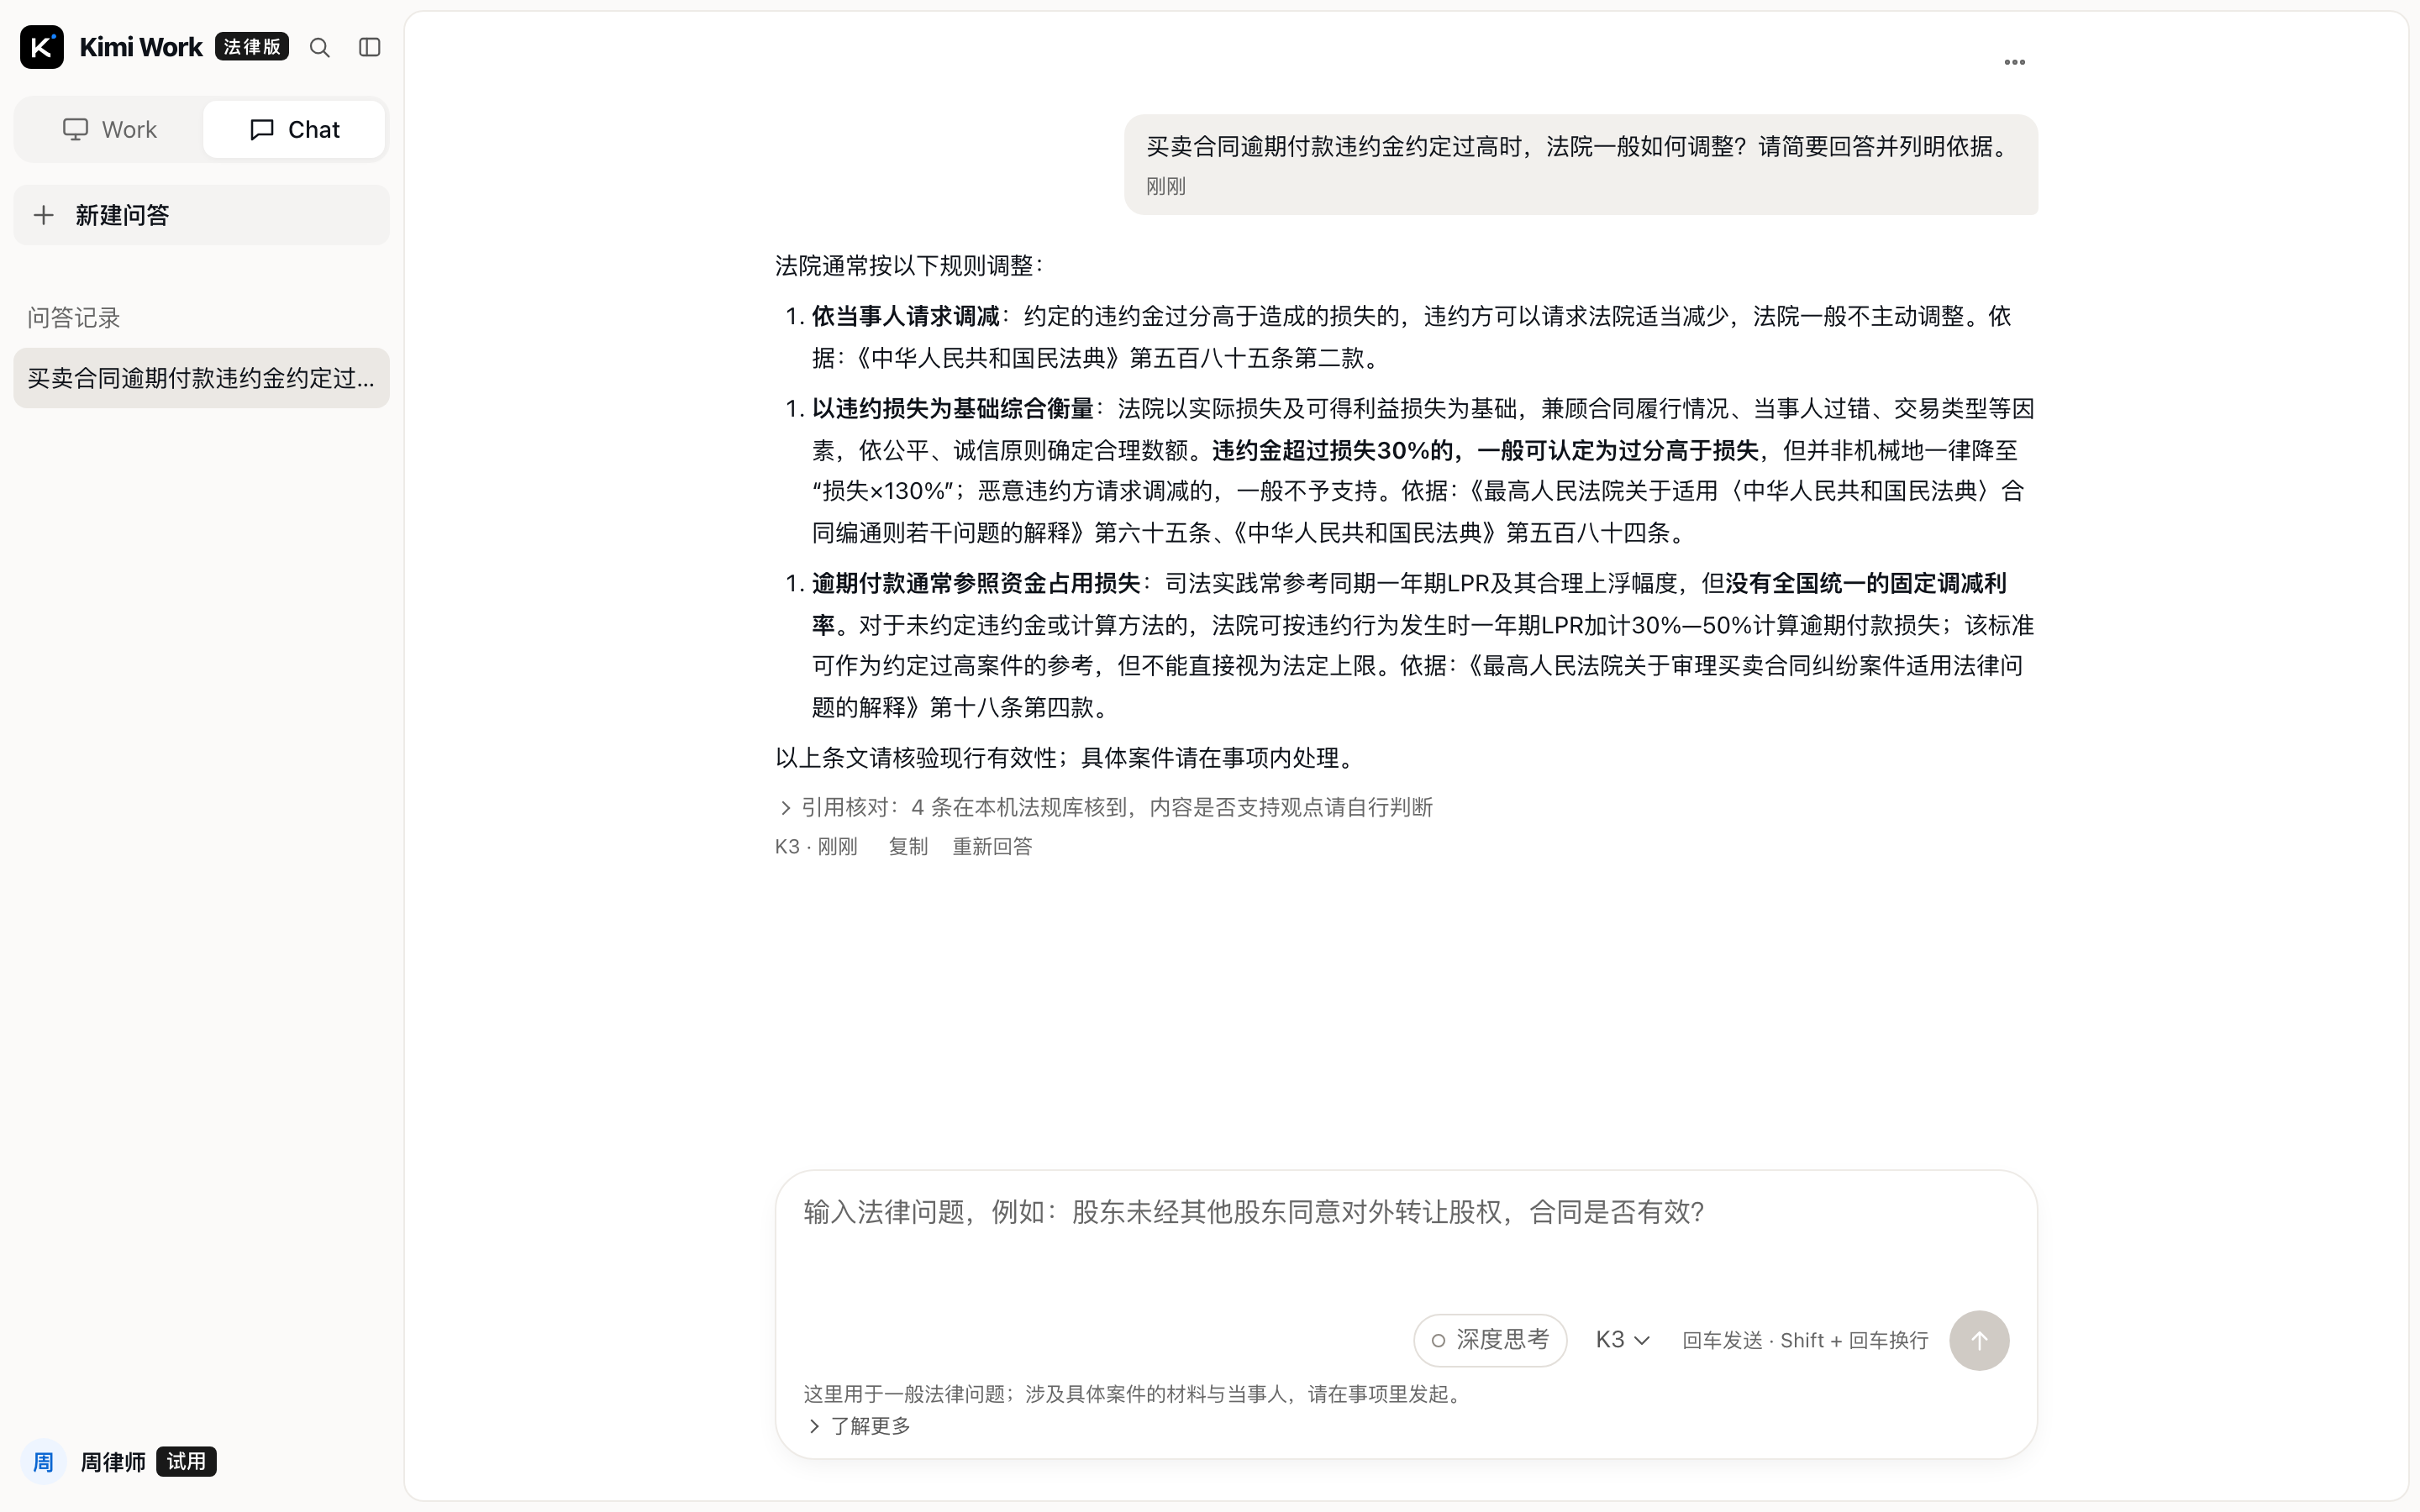 Kimi Work 法律版
Work
Chat
新建问答
问答记录
买卖合同逾期付款违约金约定过...
周 周律师 试用
买卖合同逾期付款违约金约定过高时，法院一般如何调整？请简要回答并列明依据。
刚刚
法院通常按以下规则调整：
1. 依当事人请求调减：约定的违约金过分高于造成的损失的，违约方可以请求法院适当减少，法院一般不主动调整。依
据：《中华人民共和国民法典》第五百八十五条第二款。
1. 以违约损失为基础综合衡量：法院以实际损失及可得利益损失为基础，兼顾合同履行情况、当事人过错、交易类型等因
素，依公平、诚信原则确定合理数额。违约金超过损失30%的，一般可认定为过分高于损失，但并非机械地一律降至
“损失×130%”；恶意违约方请求调减的，一般不予支持。依据：《最高人民法院关于适用〈中华人民共和国民法典〉合
同编通则若干问题的解释》第六十五条、《中华人民共和国民法典》第五百八十四条。
1. 逾期付款通常参照资金占用损失：司法实践常参考同期一年期LPR及其合理上浮幅度，但没有全国统一的固定调减利
率。对于未约定违约金或计算方法的，法院可按违约行为发生时一年期LPR加计30%—50%计算逾期付款损失；该标准
可作为约定过高案件的参考，但不能直接视为法定上限。依据：《最高人民法院关于审理买卖合同纠纷案件适用法律问
题的解释》第十八条第四款。
以上条文请核验现行有效性；具体案件请在事项内处理。
引用核对：4 条在本机法规库核到，内容是否支持观点请自行判断
K3 · 刚刚 复制 重新回答
输入法律问题，例如：股东未经其他股东同意对外转让股权，合同是否有效？
深度思考 K3 回车发送 · Shift + 回车换行
这里用于一般法律问题；涉及具体案件的材料与当事人，请在事项里发起。
了解更多